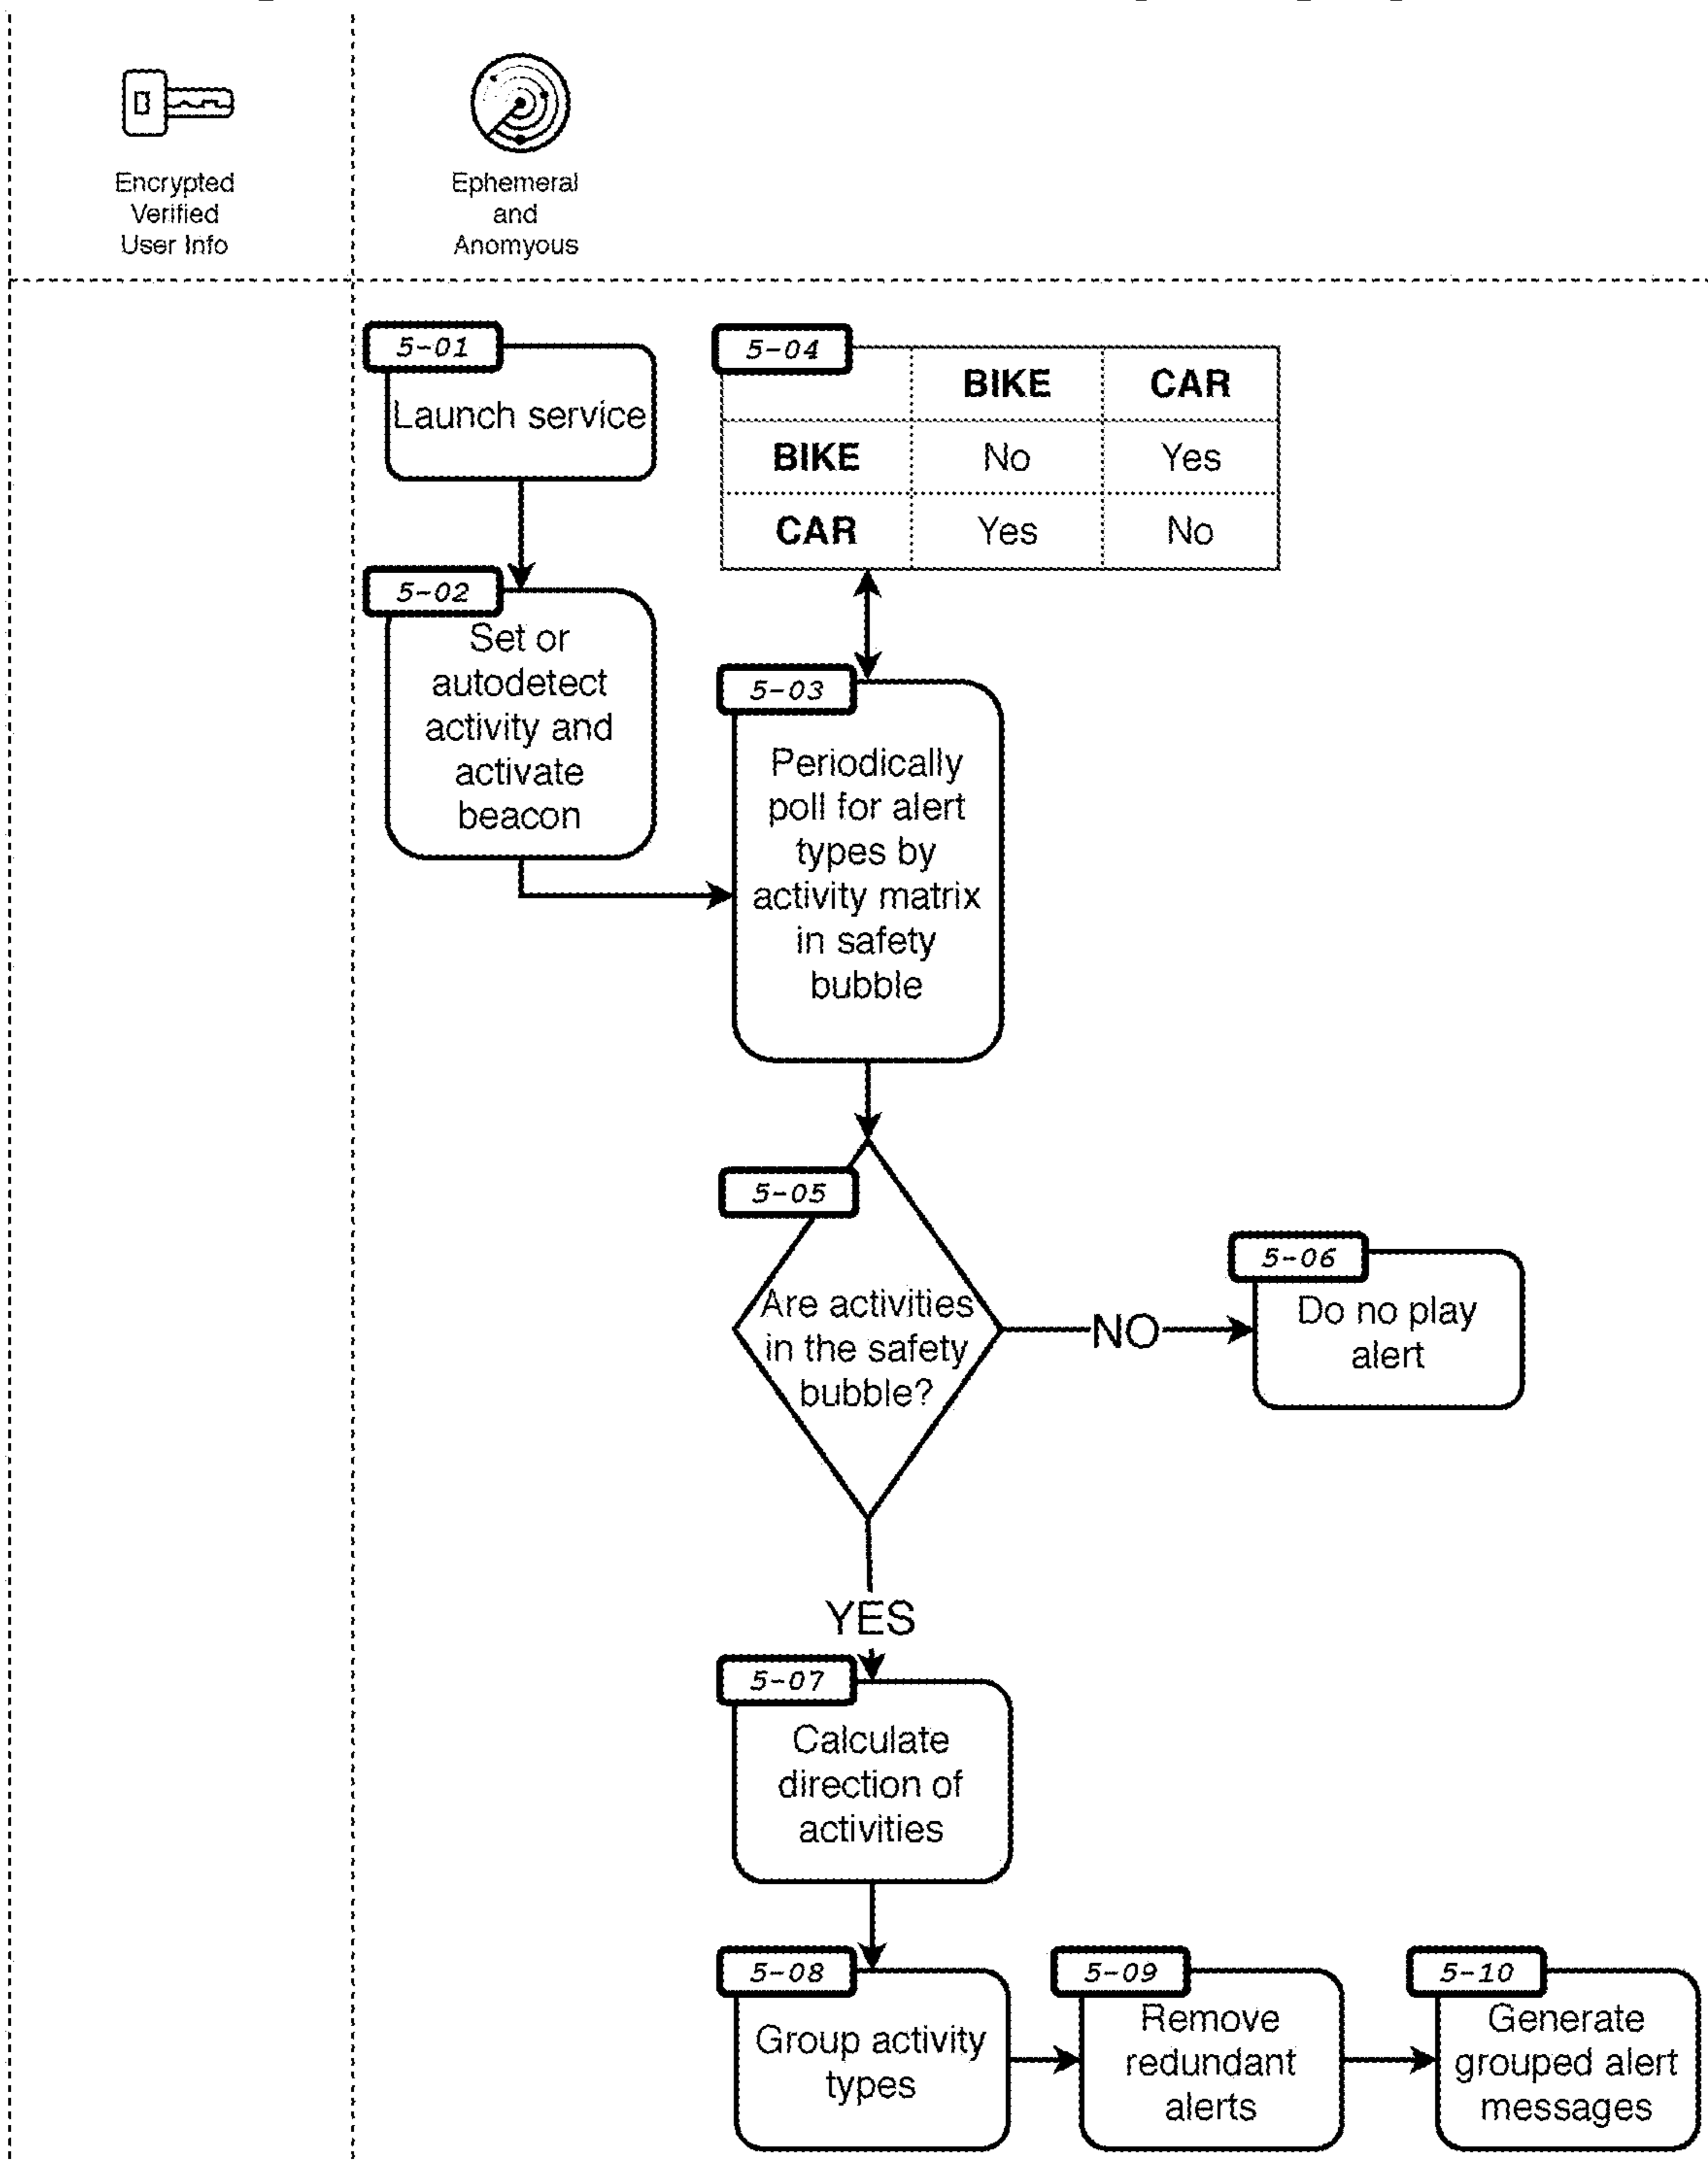 Encrypted
Verified
User Info
Ephemeral
and
Anomyous
5-01
Launch service
5-04
BIKE CAR
BIKE No Yes
CAR Yes No
5-02
Set or
autodetect
activity and
activate
beacon
5-03
Periodically
poll for alert
types by
activity matrix
in safety
bubble
5-05
Are activities
in the safety
bubble?
NO
5-06
Do no play
alert
YES
5-07
Calculate
direction of
activities
5-08
Group activity
types
5-09
Remove
redundant
alerts
5-10
Generate
grouped alert
messages